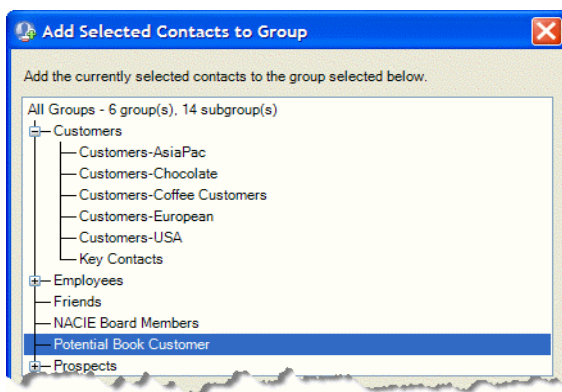 Add Selected Contacts to Group
Add the currently selected contacts to the group selected below.
All Groups - 6 group(s), 14 subgroup(s)
Customers
Customers-AsiaPac
Customers-Chocolate
Customers-Coffee Customers
Customers-European
Customers-USA
Key Contacts
Employees
Friends
NACIE Board Members
Potential Book Customer
Prospects